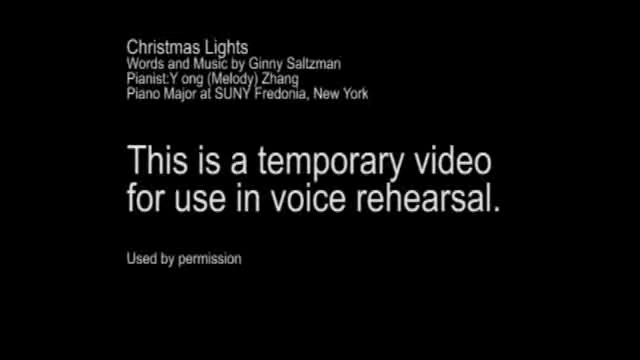 Christmas Lights
Words and Music by Ginny Saltzman
Pianist:Y ong (Melody) Zhang
Piano Major at SUNY Fredonia, New York
This is a temporary video
for use in voice rehearsal.
Used by permission